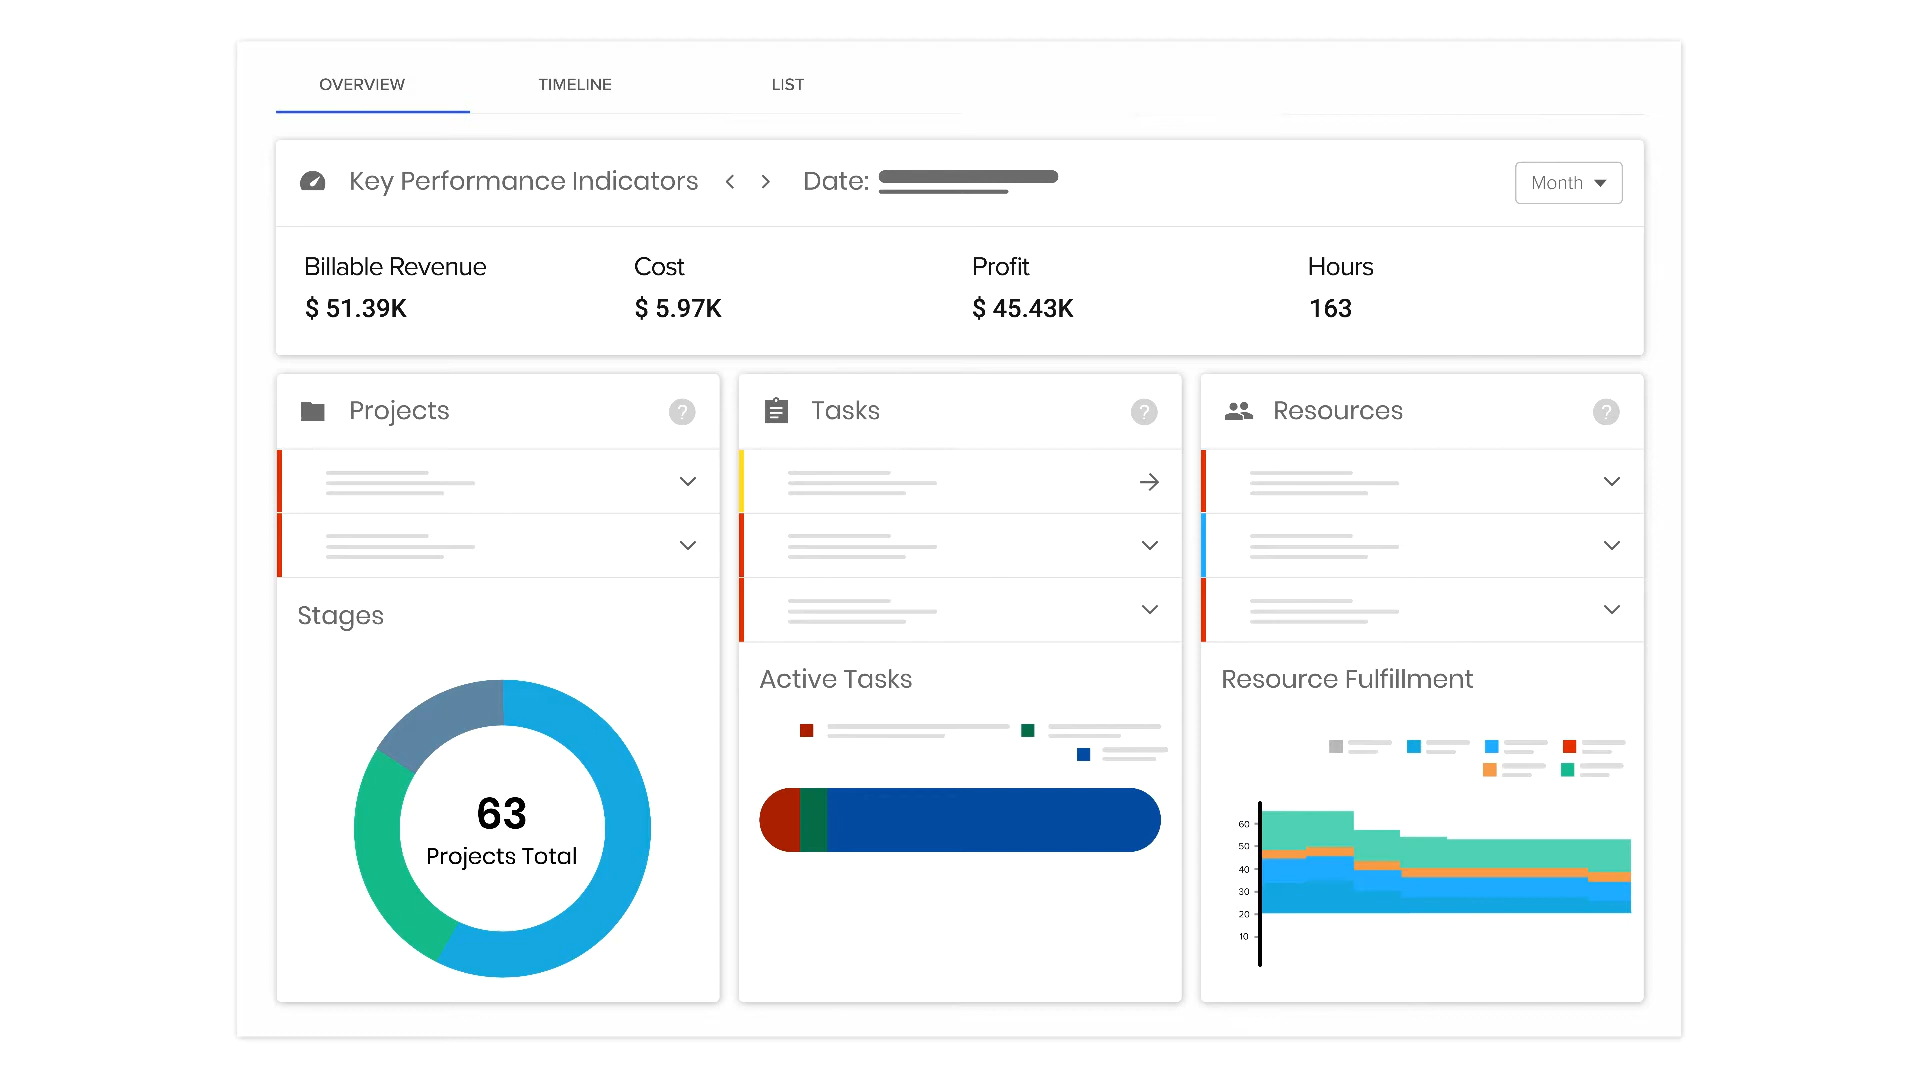 OVERVIEW TIMELINE LIST
Key Performance Indicators < > Date:
Month
Billable Revenue Cost Profit Hours
$ 51.39K $ 5.97K $ 45.43K 163
Projects ?
Tasks ?
Resources ?
Stages
63
Projects Total
Active Tasks
Resource Fulfillment
60
50
40
30
20
10